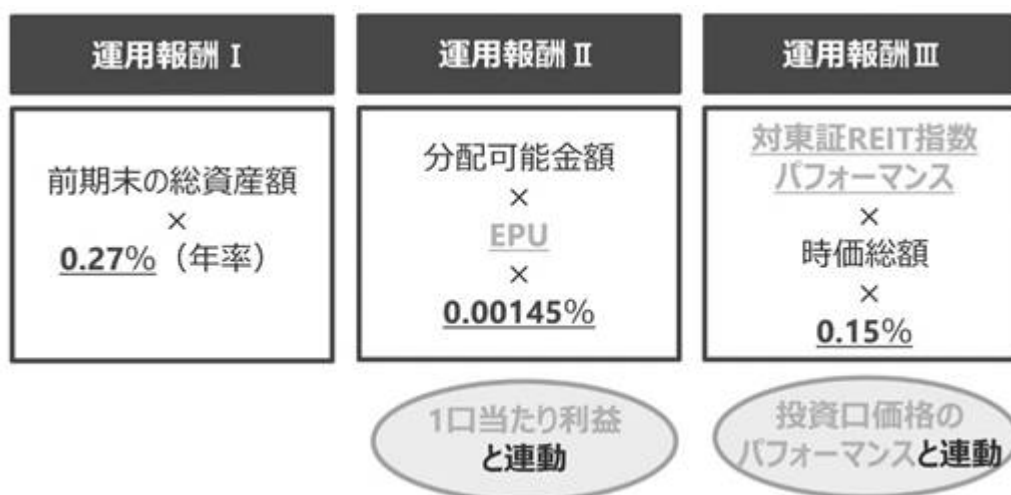 運用報酬Ⅰ
前期末の総資産額
×
0.27%（年率）
運用報酬Ⅱ
分配可能金額
×
EPU
×
0.00145%
1口当たり利益
と連動
運用報酬Ⅲ
対東証REIT指数
パフォーマンス
×
時価総額
×
0.15%
投資口価格の
パフォーマンスと連動